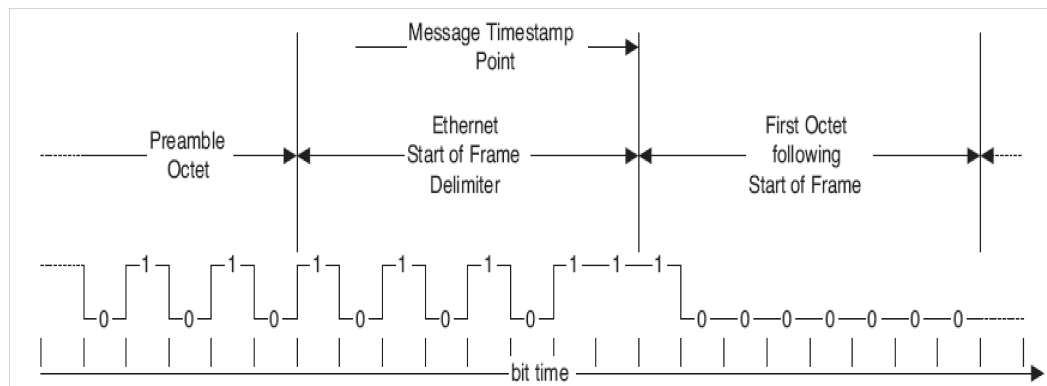 Message Timestamp
Point
Preamble
Octet
Ethernet
Start of Frame
Delimiter
First Octet
following
Start of Frame
0 1 0 1 0 1 0 1 0 1 0 1 1 1 0 0 0 0 0 0 0
bit time